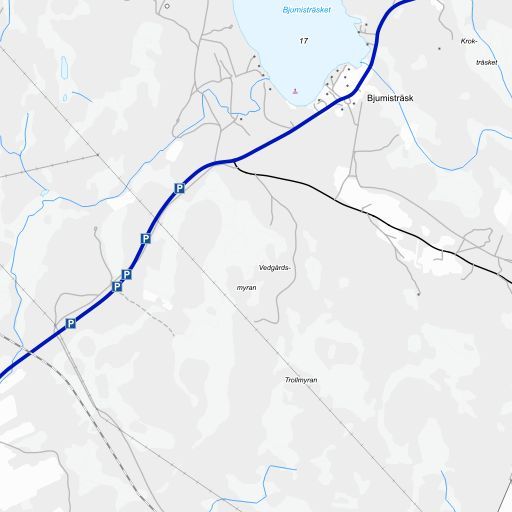 Bjumisträsket
17
Krok-
träsket
Bjumisträsk
P
P
Vedgårds-
P
P
myran
P
Trollmyran